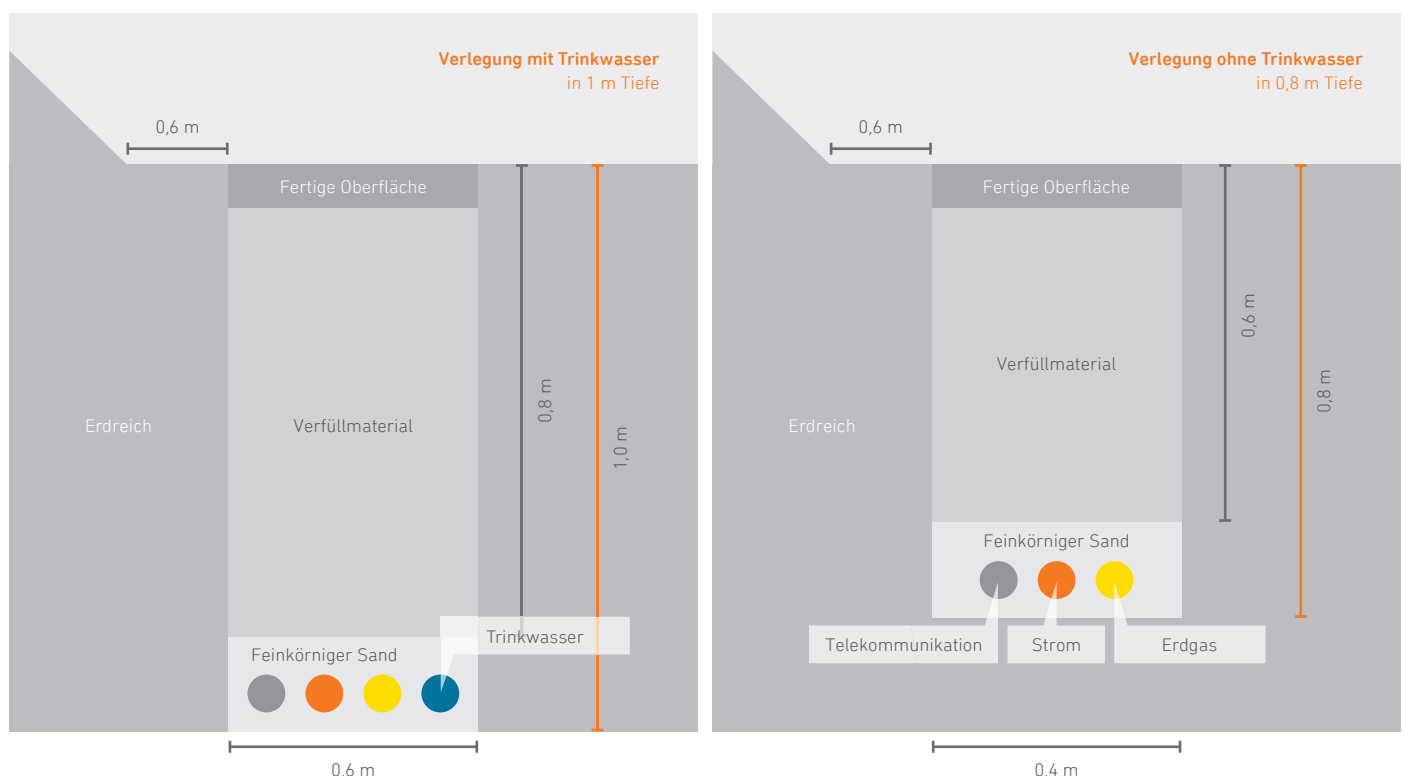 Verlegung mit Trinkwasser
in 1 m Tiefe
0,6 m
Fertige Oberfläche
Erdreich
Verfüllmaterial
0,8 m
1,0 m
Trinkwasser
Feinkörniger Sand
0,6 m
Verlegung ohne Trinkwasser
in 0,8 m Tiefe
0,6 m
Fertige Oberfläche
Verfüllmaterial
0,6 m
0,8 m
Erdreich
Feinkörniger Sand
Telekommunikation
Strom
Erdgas
0,4 m